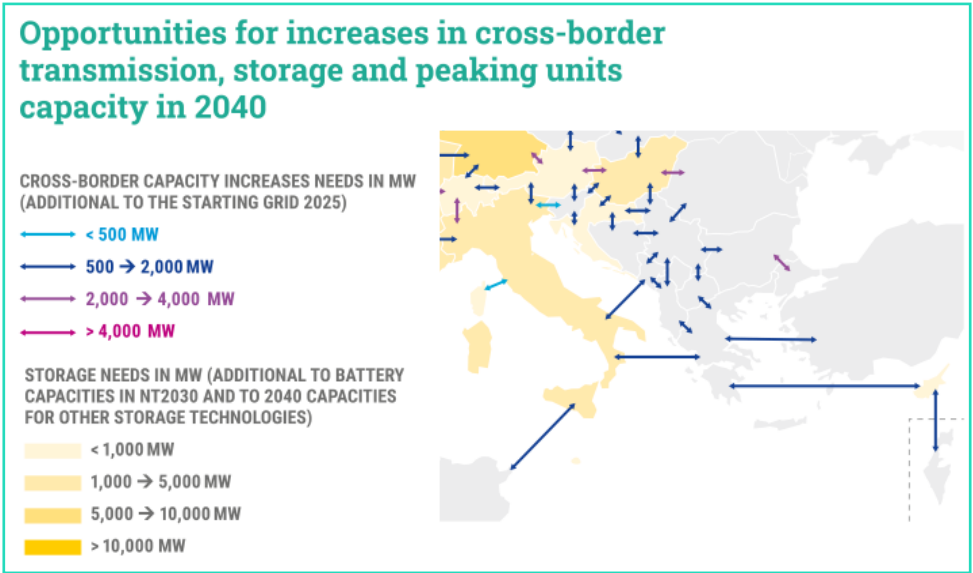 Opportunities for increases in cross-border
transmission, storage and peaking units
capacity in 2040
CROSS-BORDER CAPACITY INCREASES NEEDS IN MW
(ADDITIONAL TO THE STARTING GRID 2025)
< 500 MW
500 → 2,000 MW
2,000 → 4,000 MW
> 4,000 MW
STORAGE NEEDS IN MW (ADDITIONAL TO BATTERY
CAPACITIES IN NT2030 AND TO 2040 CAPACITIES
FOR OTHER STORAGE TECHNOLOGIES)
< 1,000 MW
1,000 → 5,000 MW
5,000 → 10,000 MW
> 10,000 MW